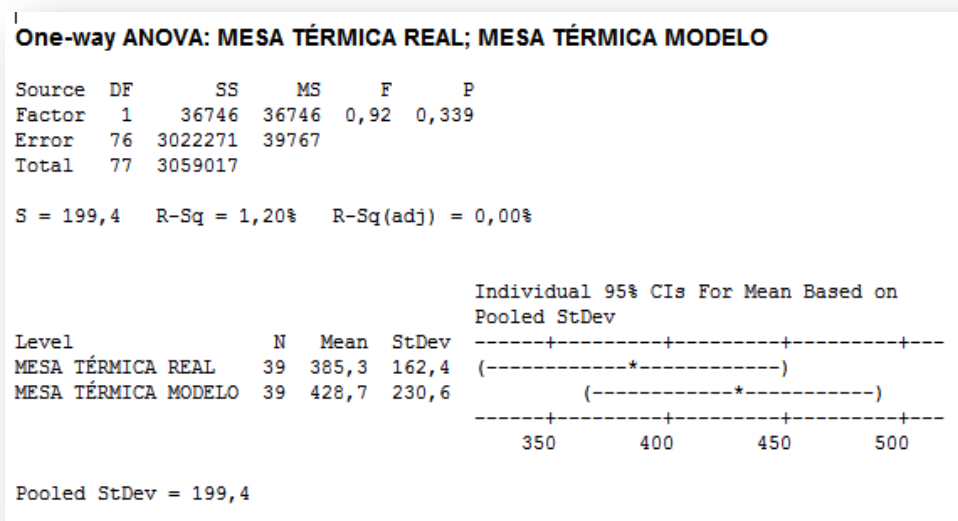 One-way ANOVA: MESA TÉRMICA REAL; MESA TÉRMICA MODELO
Source  DF       SS     MS     F      P
Factor   1    36746  36746  0,92  0,339
Error   76  3022271  39767
Total   77  3059017
S = 199,4   R-Sq = 1,20%   R-Sq(adj) = 0,00%
Individual 95% CIs For Mean Based on
Pooled StDev
Level                 N   Mean  StDev  ------+---------+---------+---------+---
MESA TÉRMICA REAL    39  385,3  162,4  (------------*------------)
MESA TÉRMICA MODELO  39  428,7  230,6           (------------*-----------)
------+---------+---------+---------+---
350       400       450       500
Pooled StDev = 199,4